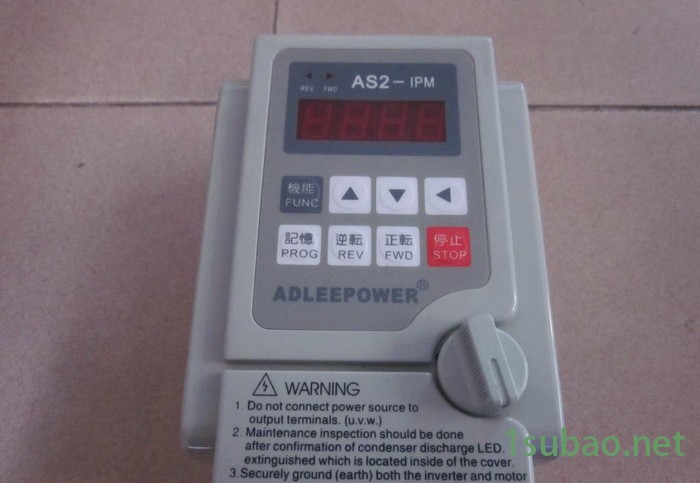 ◀ ▶
REV FWD
AS2-IPM
機能
FUNC
▲ ▼ ◀
記憶 逆転 正転 停止
PROG REV FWD STOP
ADLEEPOWER®
WARNING
1. Do not connect power source to
output terminals. (u.v.w.)
2. Maintenance inspection should be done
after confirmation of condenser discharge LED.
extinguished which is located inside of the cover.
3.Securely ground (earth) both the inverter and motor
1subao.net